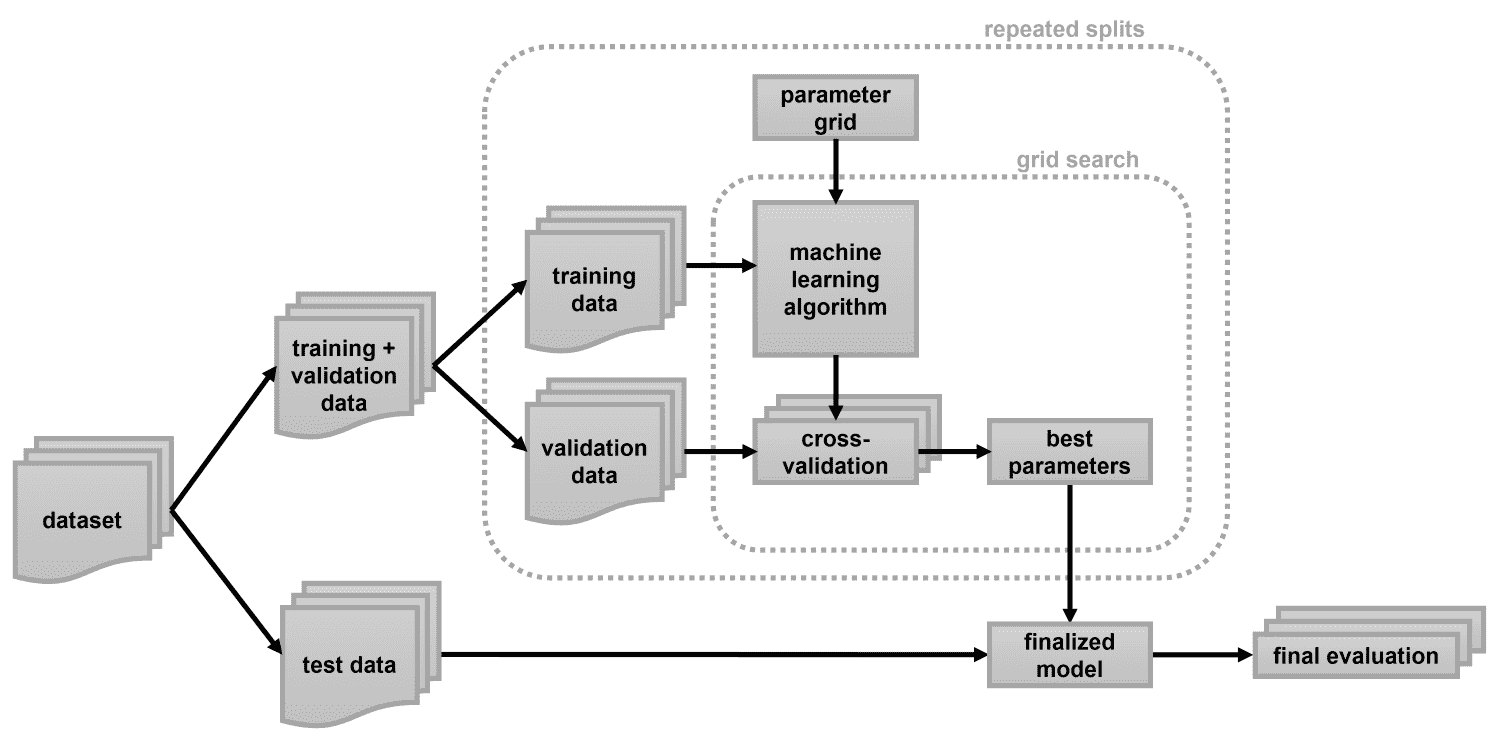 repeated splits
parameter
grid
grid search
machine
learning
algorithm
training
data
training +
validation
data
validation
data
cross-
validation
best
parameters
dataset
test data
finalized
model
final evaluation